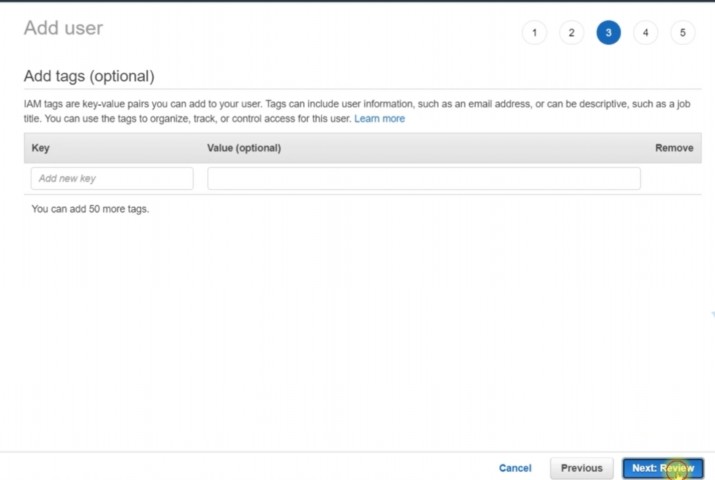 Add user
1 2 3 4 5
Add tags (optional)
IAM tags are key-value pairs you can add to your user. Tags can include user information, such as an email address, or can be descriptive, such as a job
title. You can use the tags to organize, track, or control access for this user. Learn more
Key Value (optional) Remove
Add new key
You can add 50 more tags.
Cancel Previous Next: Review